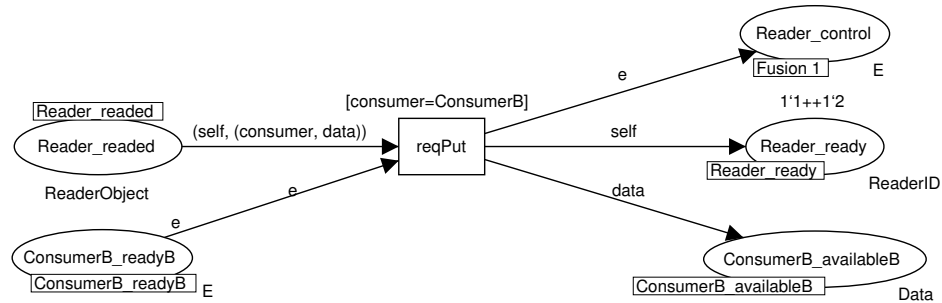 Reader_control
Fusion 1
E
e
[consumer=ConsumerB]
1‘1++1‘2
Reader_readed
Reader_readed
(self, (consumer, data))
reqPut
self
Reader_ready
Reader_ready
ReaderID
ReaderObject
e
e
data
ConsumerB_readyB
ConsumerB_readyB
E
ConsumerB_availableB
ConsumerB_availableB
Data